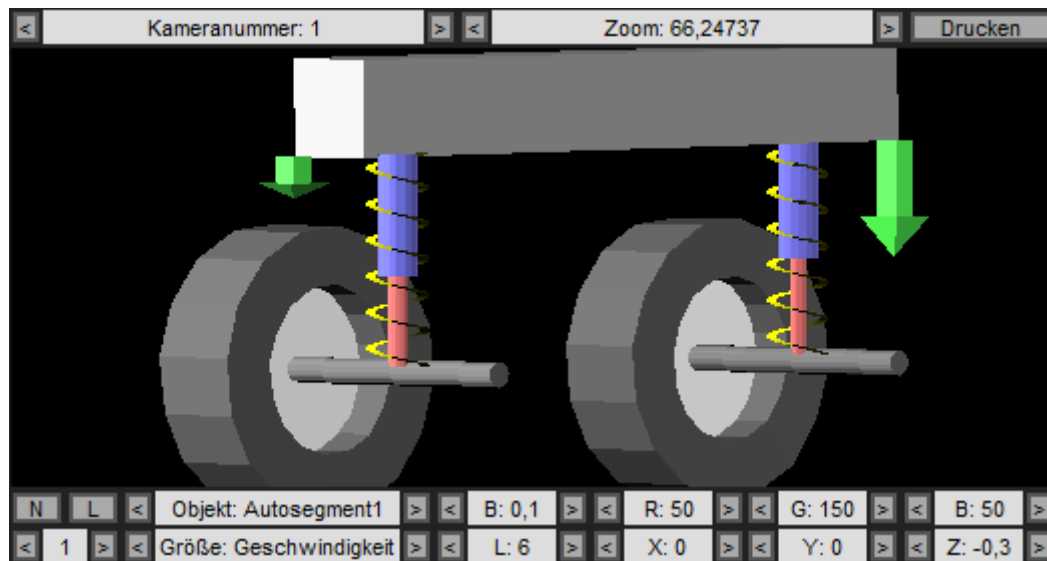 < Kameranummer: 1 > < Zoom: 66,24737 > Drucken
N L < Objekt: Autosegment1 > < B: 0,1 > < R: 50 > < G: 150 > < B: 50 >
< 1 > < Größe: Geschwindigkeit > < L: 6 > < X: 0 > < Y: 0 > < Z: -0,3 >